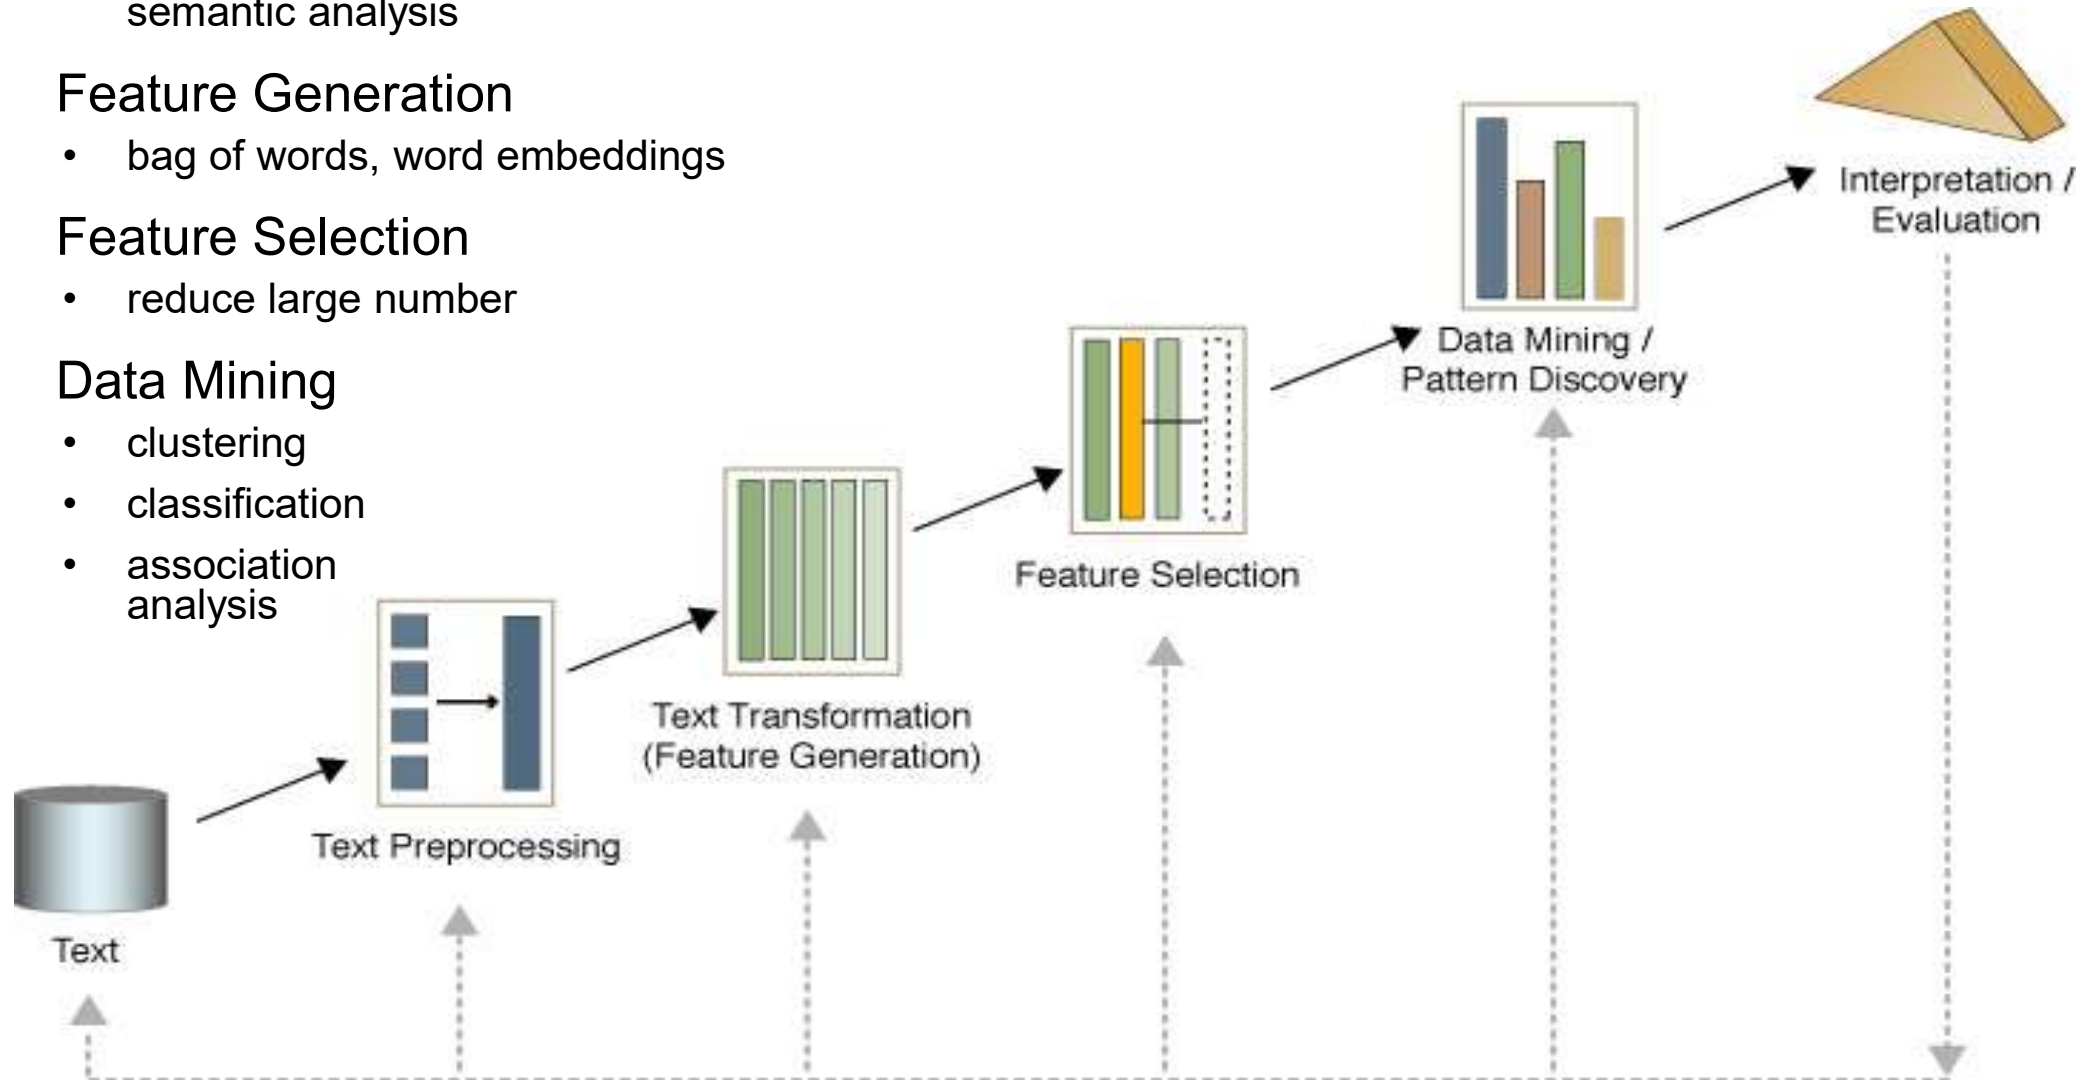 semantic analysis
Feature Generation
• bag of words, word embeddings
Feature Selection
• reduce large number
Data Mining
• clustering
• classification
• association
analysis
Text
Text Preprocessing
Text Transformation
(Feature Generation)
Feature Selection
Data Mining /
Pattern Discovery
Interpretation /
Evaluation